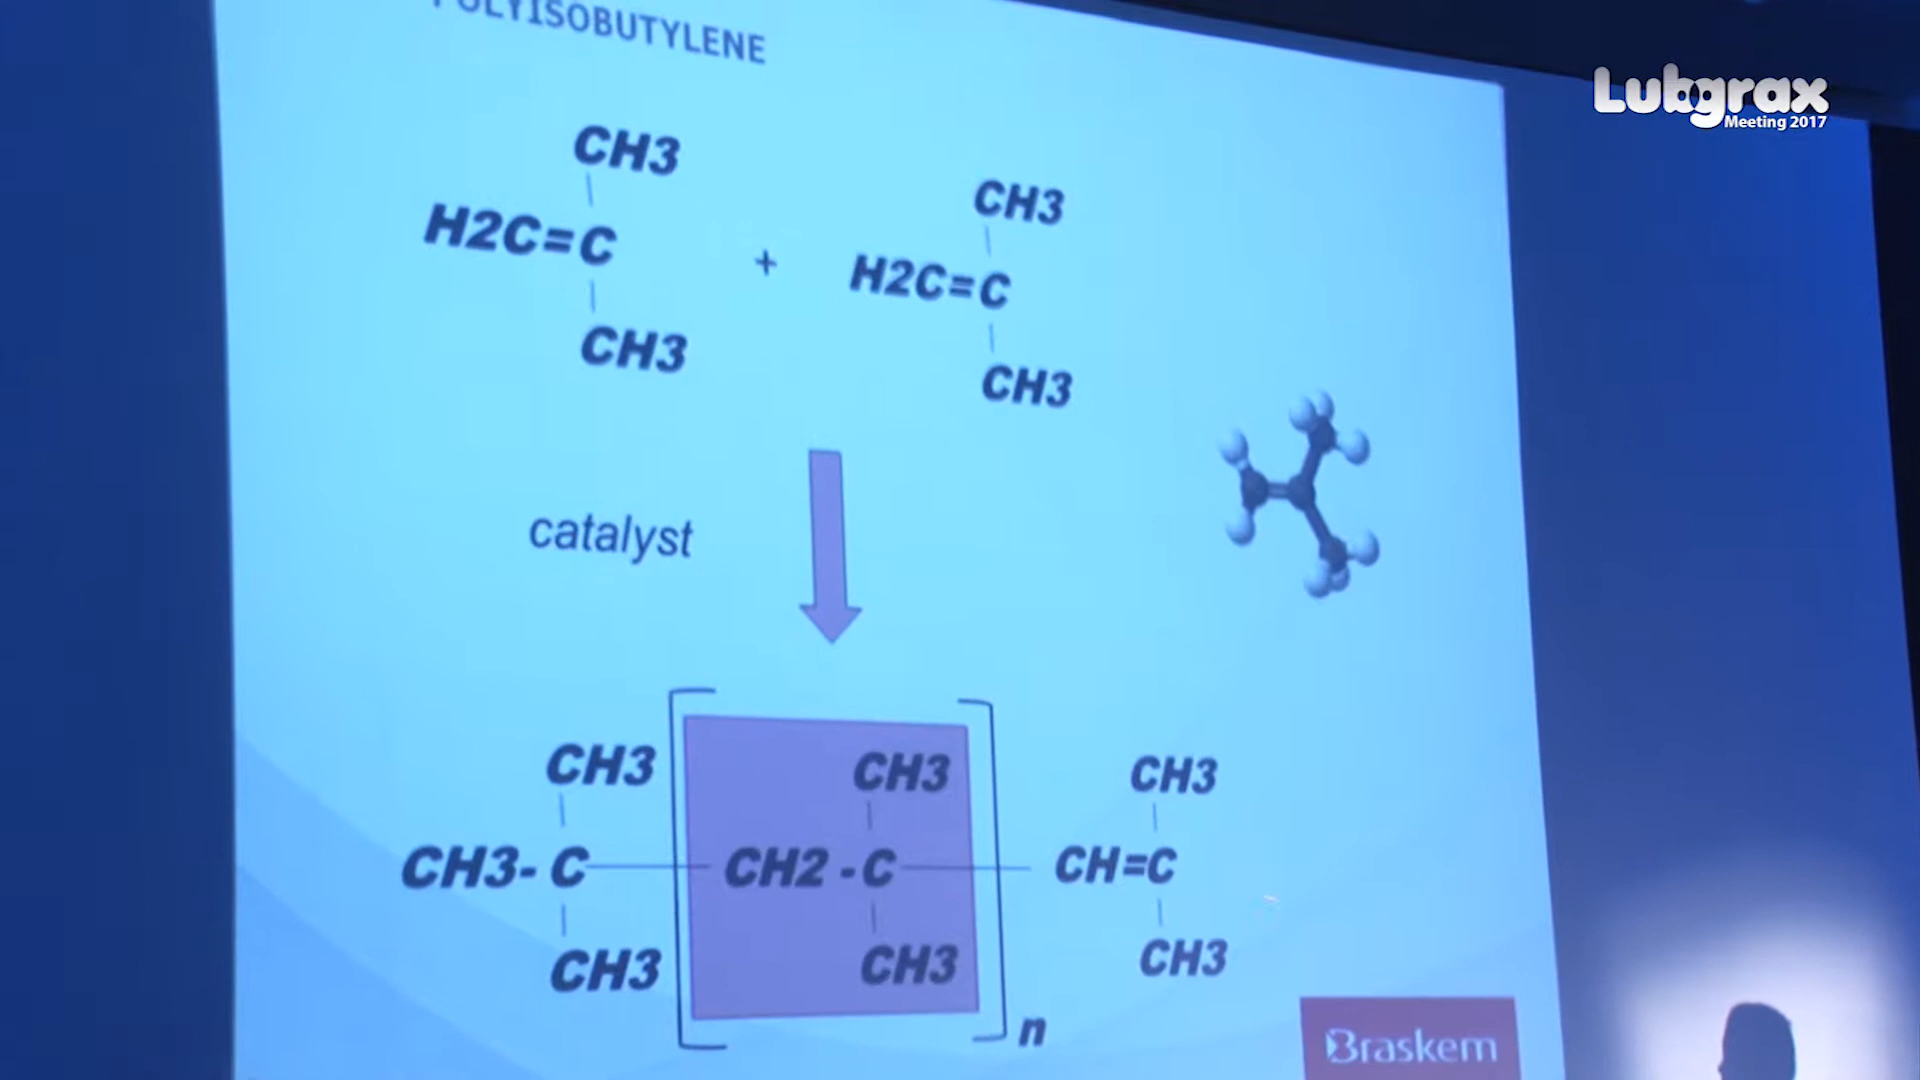 POLYISOBUTYLENE
Lubgrax
Meeting 2017
CH3
H2C=C
CH3
+
CH3
H2C=C
CH3
catalyst
CH3
CH3- C
CH3
CH3
CH2 -C
CH3
n
CH3
CH=C
CH3
Braskem